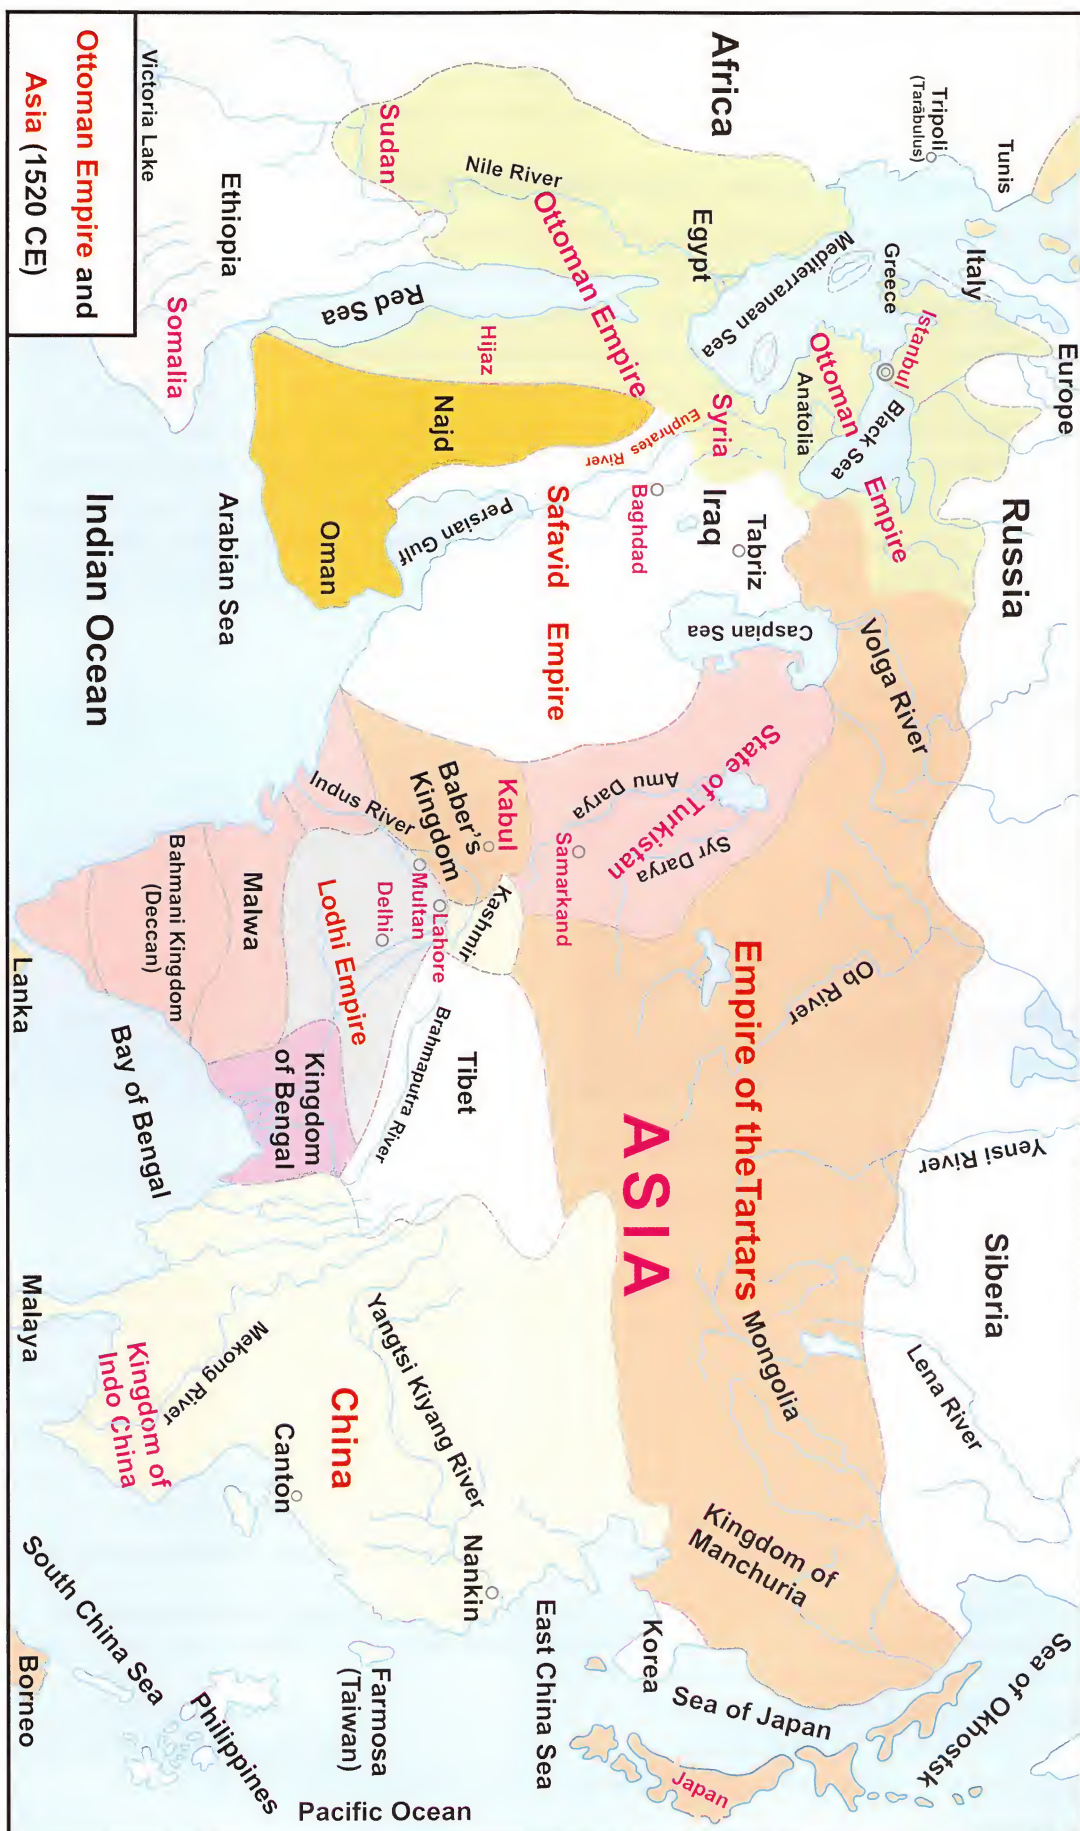 Europe
Russia
Siberia
Sea of Okhostsk
Tunis
Italy
Tripoli
(Tarābulus)
Greece
Istanbul
Black Sea
Ottoman
Empire
Anatolia
Mediterranean Sea
Volga River
Ob River
Yensi River
Lena River
Africa
Egypt
Syria
Iraq
Tabriz
Caspian Sea
State of Turkistan
Syr Darya
Amu Darya
Samarkand
Empire of the Tartars
Mongolia
Kingdom of
Manchuria
ASIA
Sea of Japan
Japan
Korea
Nile River
Ottoman Empire
Euphrates River
Baghdad
Safavid Empire
Kabul
Baber's
Kingdom
Kashmir
Tibet
East China Sea
Sudan
Hijaz
Najd
Persian Gulf
Multan
Lahore
Delhi
Brahmaputra River
Yangtsi Kiyang River
Nankin
Red Sea
Oman
Indus River
Lodhi Empire
Kingdom
of Bengal
China
Canton
Farmosa
(Taiwan)
Pacific Ocean
Ethiopia
Somalia
Arabian Sea
Malwa
Bahmani Kingdom
(Deccan)
Bay of Bengal
Mekong River
Kingdom of
Indo China
Philippines
Victoria Lake
Indian Ocean
South China Sea
Lanka
Malaya
Borneo
Ottoman Empire and
Asia (1520 CE)